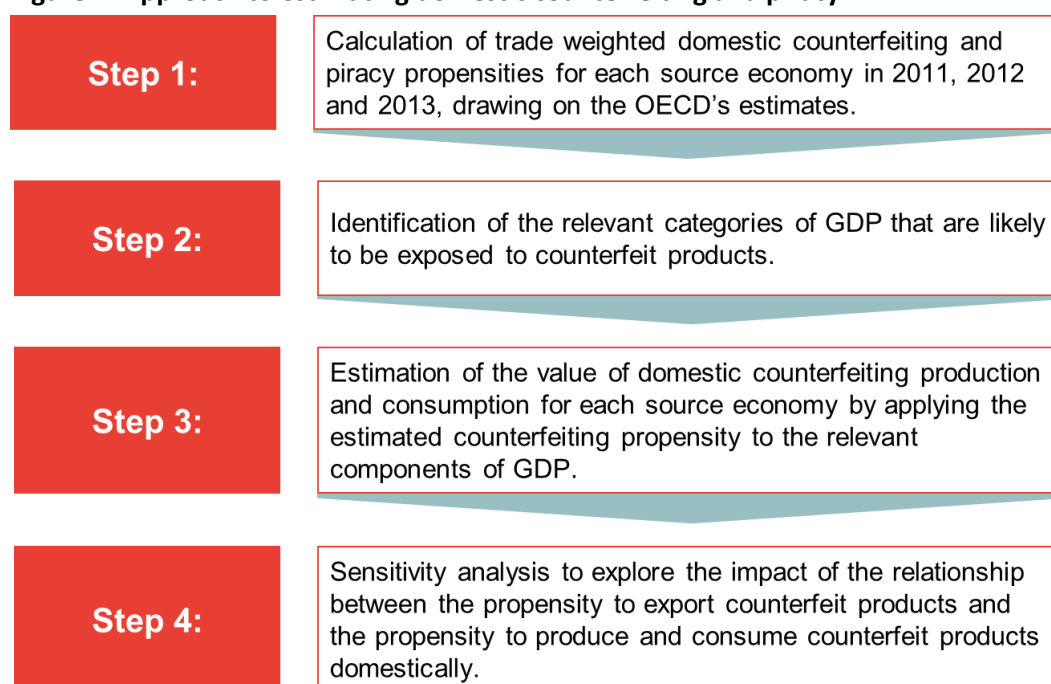 Step 1:
Calculation of trade weighted domestic counterfeiting and
piracy propensities for each source economy in 2011, 2012
and 2013, drawing on the OECD's estimates.
Step 2:
Identification of the relevant categories of GDP that are likely
to be exposed to counterfeit products.
Step 3:
Estimation of the value of domestic counterfeiting production
and consumption for each source economy by applying the
estimated counterfeiting propensity to the relevant
components of GDP.
Step 4:
Sensitivity analysis to explore the impact of the relationship
between the propensity to export counterfeit products and
the propensity to produce and consume counterfeit products
domestically.